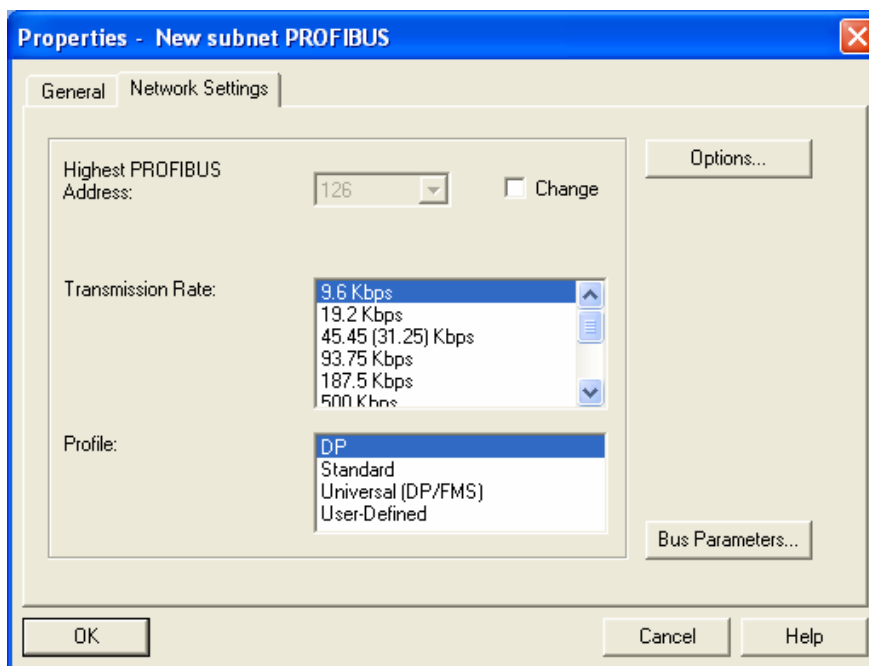 Properties - New subnet PROFIBUS
General
Network Settings
Highest PROFIBUS
Address:
126
Change
Options...
Transmission Rate:
9.6 Kbps
19.2 Kbps
45.45 (31.25) Kbps
93.75 Kbps
187.5 Kbps
500 Kbps
Profile:
DP
Standard
Universal (DP/FMS)
User-Defined
Bus Parameters...
OK
Cancel
Help